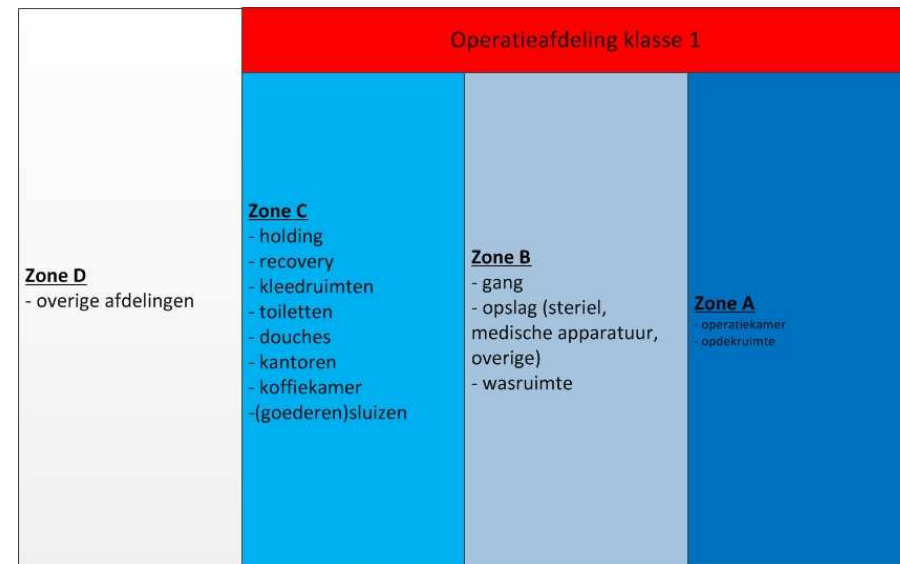 Operatieafdeling klasse 1
Zone D
- overige afdelingen
Zone C
- holding
- recovery
- kleedruimten
- toiletten
- douches
- kantoren
- koffiekamer
-(goederen)sluizen
Zone B
- gang
- opslag (steriel,
medische apparatuur,
overige)
- wasruimte
Zone A
- operatiekamer
- opdekruimte